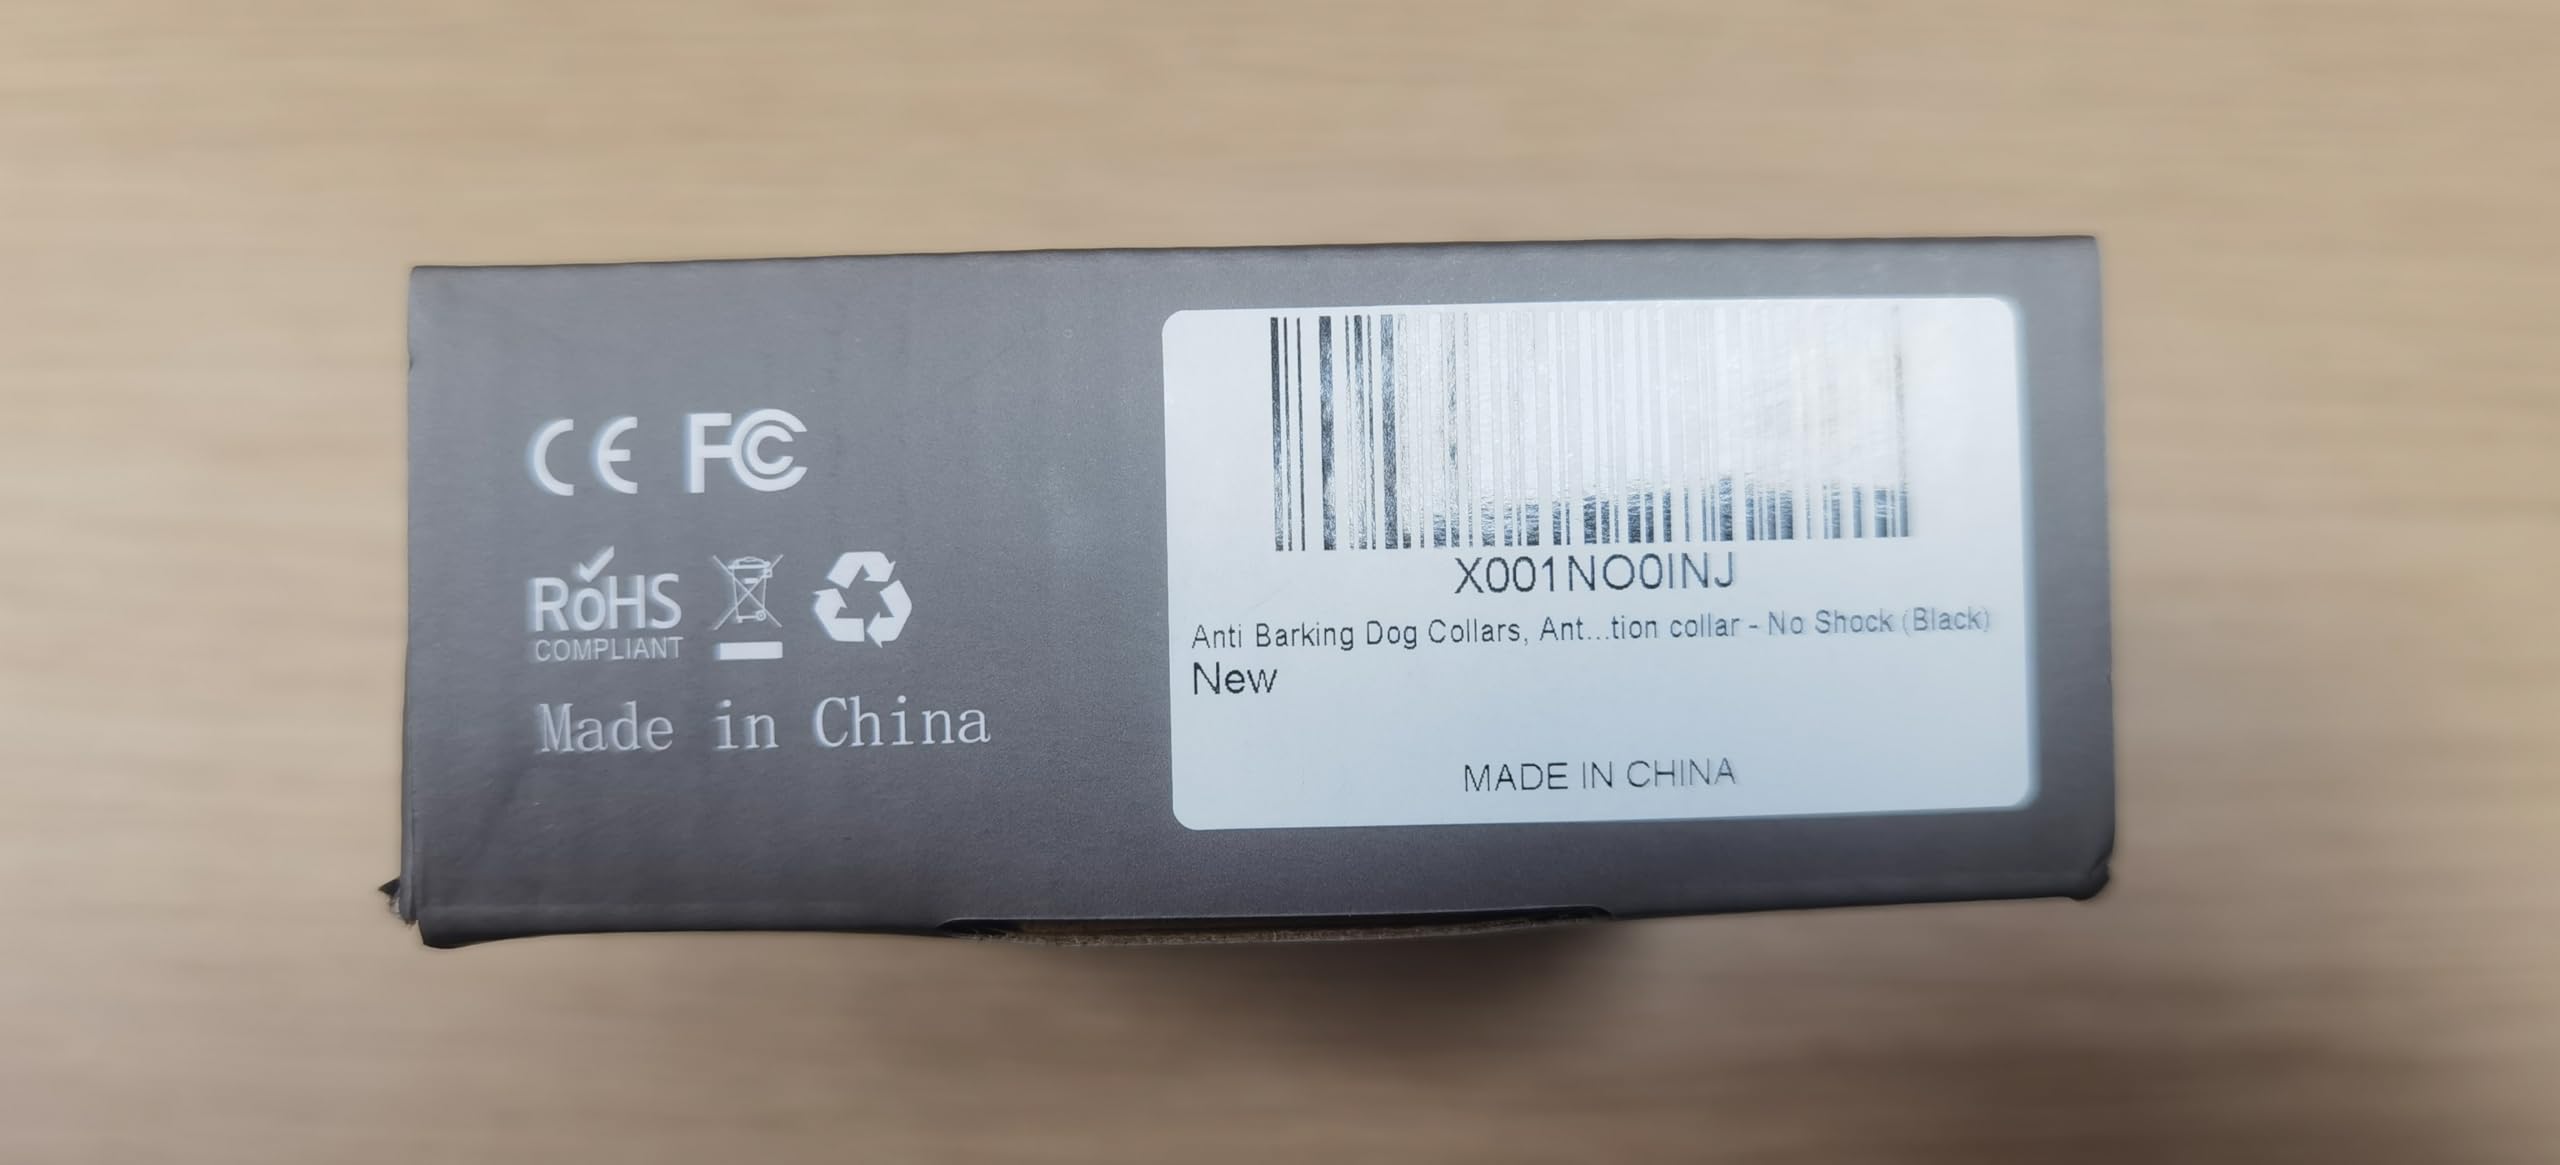 CE FC
RoHS
COMPLIANT
Made in China
X001NO0INJ
Anti Barking Dog Collars, Ant...tion collar - No Shock (Black)
New
MADE IN CHINA